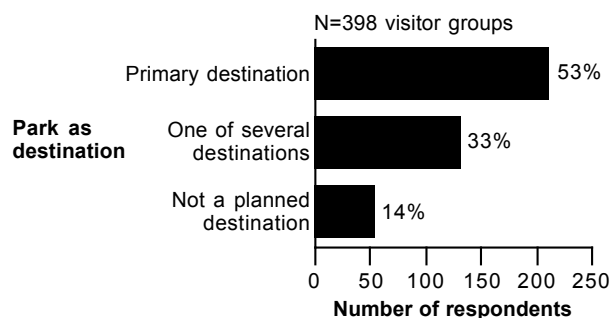 N=398 visitor groups
Primary destination
53%
Park as
destination
One of several
destinations
33%
Not a planned
destination
14%
0 50 100 150 200 250
Number of respondents